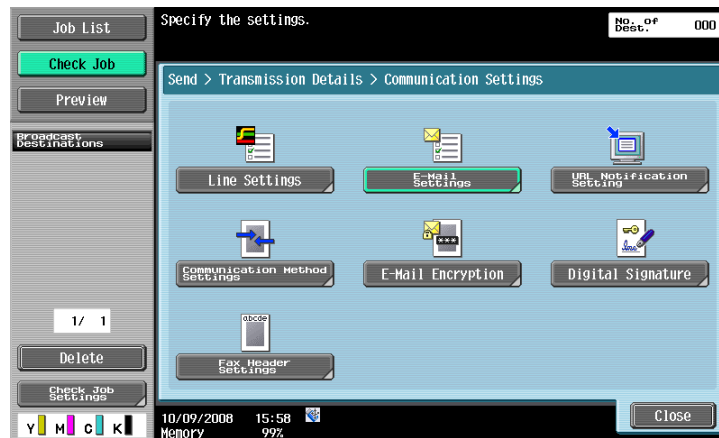 Job List
Check Job
Preview
Broadcast
Destinations
1/ 1
Delete
Check Job
Settings
Y M C K
Specify the settings.
No. of
Dest.
000
Send > Transmission Details > Communication Settings
Line Settings
E-Mail
Settings
URL Notification
Setting
Communication Method
Settings
E-Mail Encryption
Digital Signature
abcde
Fax Header
Settings
10/09/2008 15:58
Memory 99%
Close